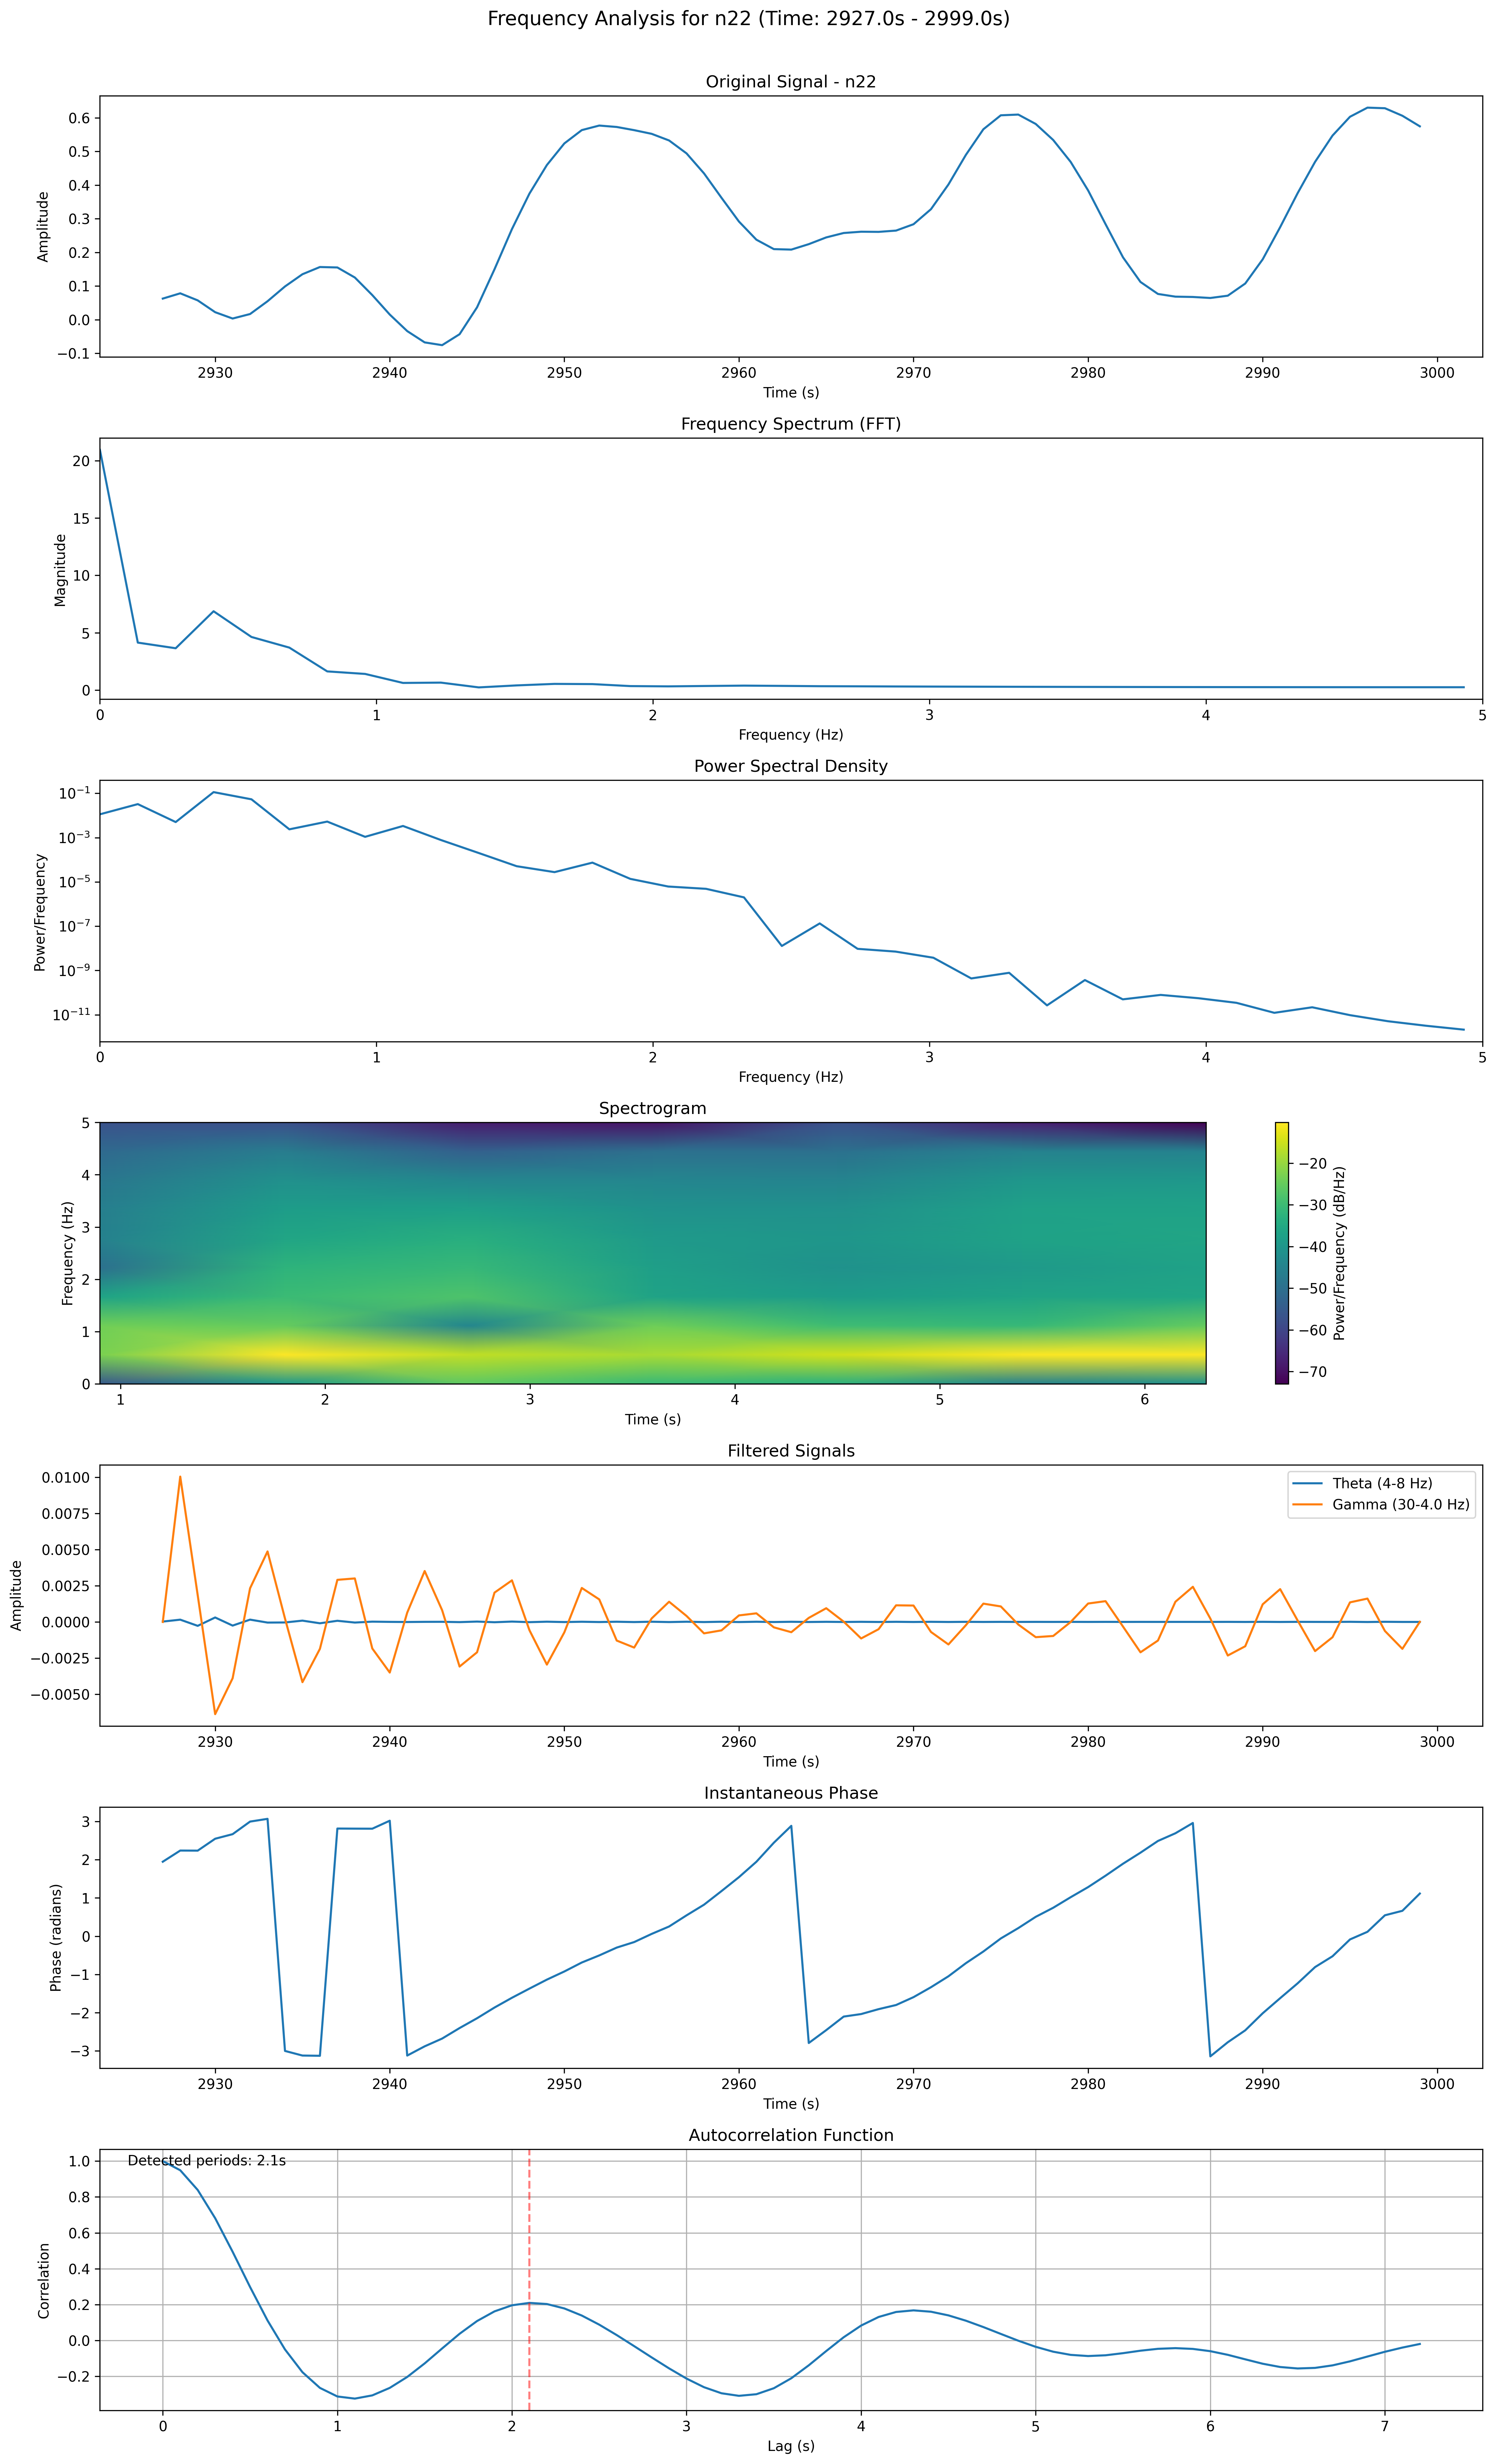 Frequency Analysis for n22 (Time: 2927.0s - 2999.0s)
Original Signal - n22
Amplitude
0.6
0.5
0.4
0.3
0.2
0.1
0.0
−0.1
2930 2940 2950 2960 2970 2980 2990 3000
Time (s)
Frequency Spectrum (FFT)
Magnitude
20
15
10
5
0
0 1 2 3 4 5
Frequency (Hz)
Power Spectral Density
Power/Frequency
10⁻¹
10⁻³
10⁻⁵
10⁻⁷
10⁻⁹
10⁻¹¹
0 1 2 3 4 5
Frequency (Hz)
Spectrogram
Frequency (Hz)
5
4
3
2
1
0
1 2 3 4 5 6
Time (s)
−20
−30
−40
−50
−60
−70
Power/Frequency (dB/Hz)
Filtered Signals
Amplitude
0.0100
0.0075
0.0050
0.0025
0.0000
−0.0025
−0.0050
Theta (4-8 Hz)
Gamma (30-4.0 Hz)
2930 2940 2950 2960 2970 2980 2990 3000
Time (s)
Instantaneous Phase
Phase (radians)
3
2
1
0
−1
−2
−3
2930 2940 2950 2960 2970 2980 2990 3000
Time (s)
Autocorrelation Function
Detected periods: 2.1s
Correlation
1.0
0.8
0.6
0.4
0.2
0.0
−0.2
0 1 2 3 4 5 6 7
Lag (s)